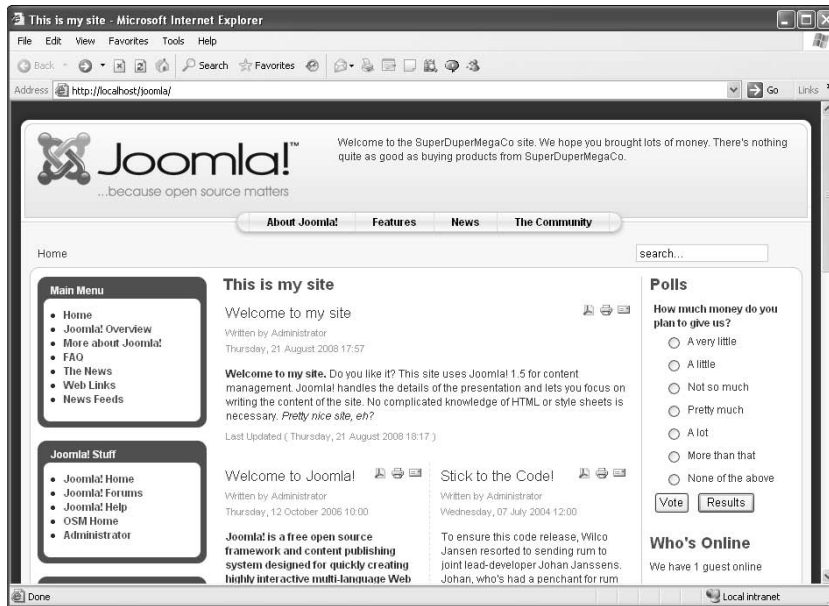 This is my site - Microsoft Internet Explorer
File Edit View Favorites Tools Help
Back Search Favorites
Address http://localhost/joomla/ Go Links
Joomla!™
...because open source matters
Welcome to the SuperDuperMegaCo site. We hope you brought lots of money. There's nothing
quite as good as buying products from SuperDuperMegaCo.
About Joomla! Features News The Community
Home
search...
Main Menu
Home
Joomla! Overview
More about Joomla!
FAQ
The News
Web Links
News Feeds
Joomla! Stuff
Joomla! Home
Joomla! Forums
Joomla! Help
OSM Home
Administrator
This is my site
Welcome to my site
Written by Administrator
Thursday, 21 August 2008 17:57
Welcome to my site. Do you like it? This site uses Joomla! 1.5 for content
management. Joomla! handles the details of the presentation and lets you focus on
writing the content of the site. No complicated knowledge of HTML or style sheets is
necessary. Pretty nice site, eh?
Last Updated ( Thursday, 21 August 2008 18:17 )
Welcome to Joomla!
Written by Administrator
Thursday, 12 October 2006 10:00
Joomla! is a free open source
framework and content publishing
system designed for quickly creating
highly interactive multi-language Web
Stick to the Code!
Written by Administrator
Wednesday, 07 July 2004 12:00
To ensure this code release, Wilco
Jansen resorted to sending rum to
joint lead-developer Johan Janssens.
Johan, who's had a penchant for rum
Polls
How much money do you
plan to give us?
A very little
A little
Not so much
Pretty much
A lot
More than that
None of the above
Vote Results
Who's Online
We have 1 guest online
Done
Local intranet